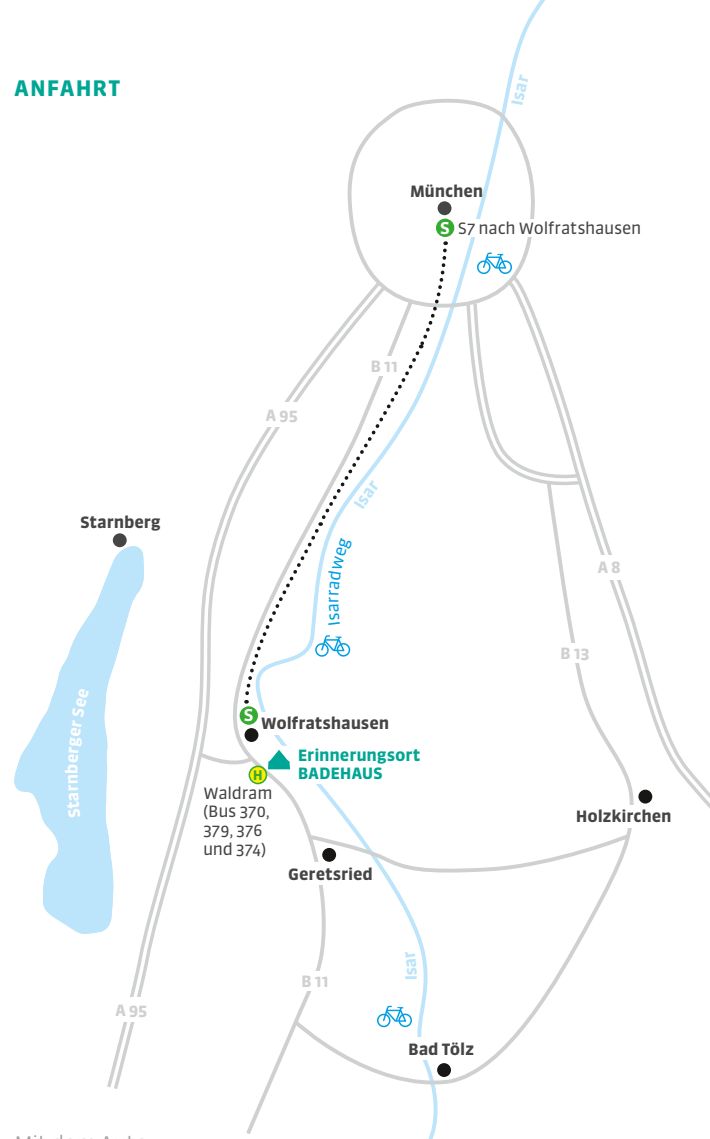 ANFAHRT
Isar
München
S
S7 nach Wolfratshausen
B 11
A 95
Isar
Starnberg
Isarradweg
A 8
B 13
Starnberger See
S
Wolfratshausen
Erinnerungsort
BADEHAUS
H
Waldram
(Bus 370,
379, 376
und 374)
Holzkirchen
Geretsried
Isar
B 11
A 95
Bad Tölz